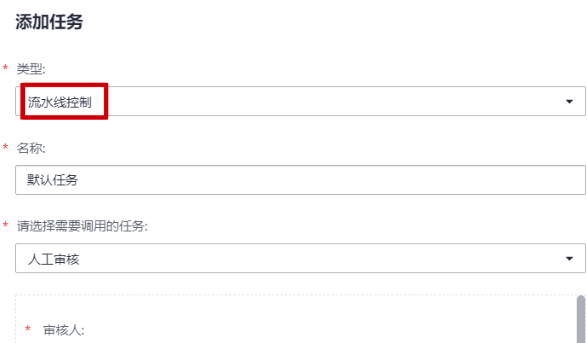 添加任务
* 类型:
流水线控制
* 名称:
默认任务
* 请选择需要调用的任务:
人工审核
* 审核人: